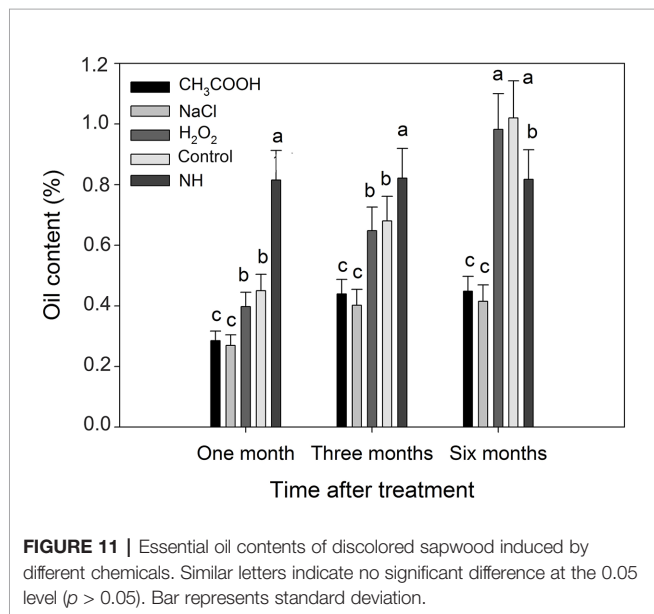 1.2
1.0
0.8
0.6
0.4
0.2
0.0
Oil content (%)
CH₃COOH
NaCl
H₂O₂
Control
NH
c c b b a
c c b b a
c c a a b
One month Three months Six months
Time after treatment
FIGURE 11 | Essential oil contents of discolored sapwood induced by
different chemicals. Similar letters indicate no significant difference at the 0.05
level (p > 0.05). Bar represents standard deviation.